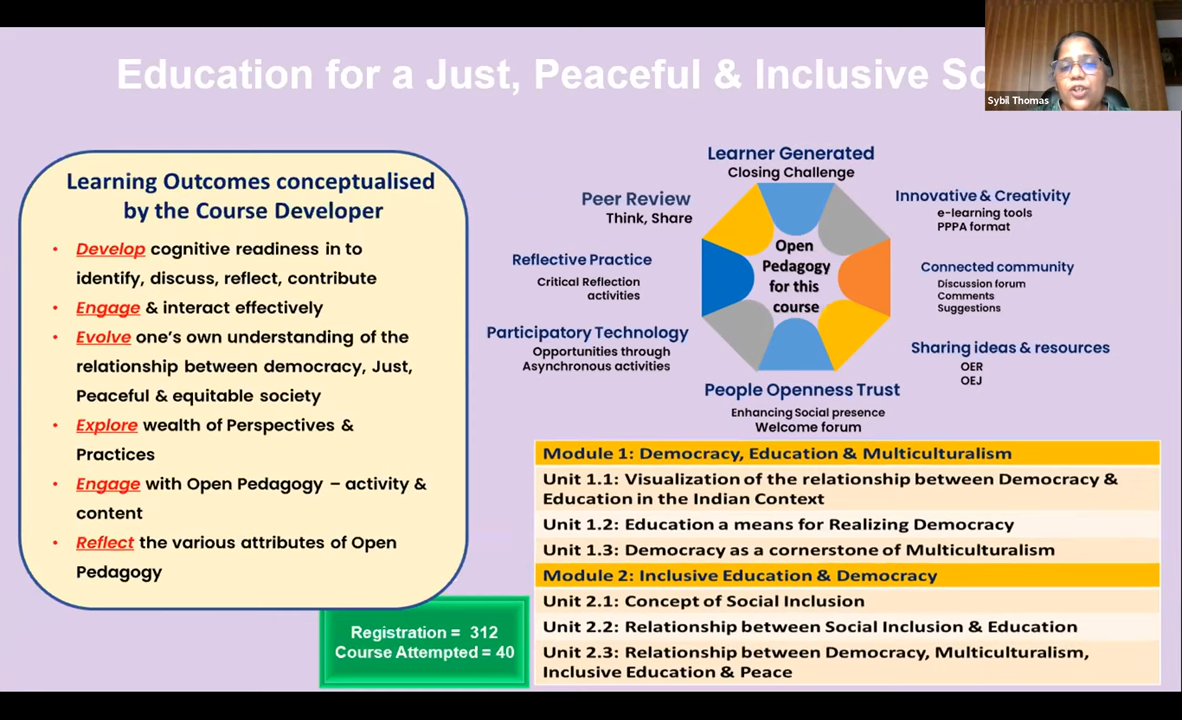 Education for a Just, Peaceful & Inclusive
Sybil Thomas
Learning Outcomes conceptualised
by the Course Developer
• Develop cognitive readiness in to
identify, discuss, reflect, contribute
• Engage & interact effectively
• Evolve one’s own understanding of the
relationship between democracy, Just,
Peaceful & equitable society
• Explore wealth of Perspectives &
Practices
• Engage with Open Pedagogy – activity &
content
• Reflect the various attributes of Open
Pedagogy
Registration = 312
Course Attempted = 40
Learner Generated
Closing Challenge
Peer Review
Think, Share
Reflective Practice
Critical Reflection
activities
Participatory Technology
Opportunities through
Asynchronous activities
Open
Pedagogy
for this
course
Innovative & Creativity
e-learning tools
PPPA format
Connected community
Discussion forum
Comments
Suggestions
Sharing ideas & resources
OER
OEJ
People Openness Trust
Enhancing Social presence
Welcome forum
Module 1: Democracy, Education & Multiculturalism
Unit 1.1: Visualization of the relationship between Democracy &
Education in the Indian Context
Unit 1.2: Education a means for Realizing Democracy
Unit 1.3: Democracy as a cornerstone of Multiculturalism
Module 2: Inclusive Education & Democracy
Unit 2.1: Concept of Social Inclusion
Unit 2.2: Relationship between Social Inclusion & Education
Unit 2.3: Relationship between Democracy, Multiculturalism,
Inclusive Education & Peace